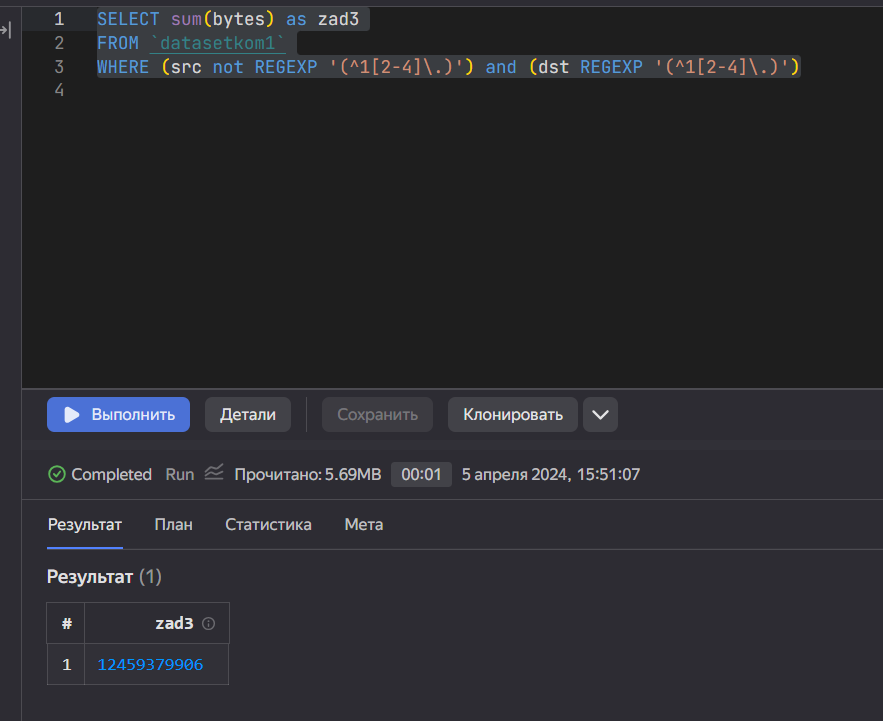 1 SELECT sum(bytes) as zad3
2 FROM `datasetkom1`
3 WHERE (src not REGEXP '(^1[2-4]\.)') and (dst REGEXP '(^1[2-4]\.)')
4
Выполнить Детали Сохранить Клонировать
Completed Run Прочитано: 5.69MB 00:01 5 апреля 2024, 15:51:07
Результат План Статистика Мета
Результат (1)
# zad3
1 12459379906